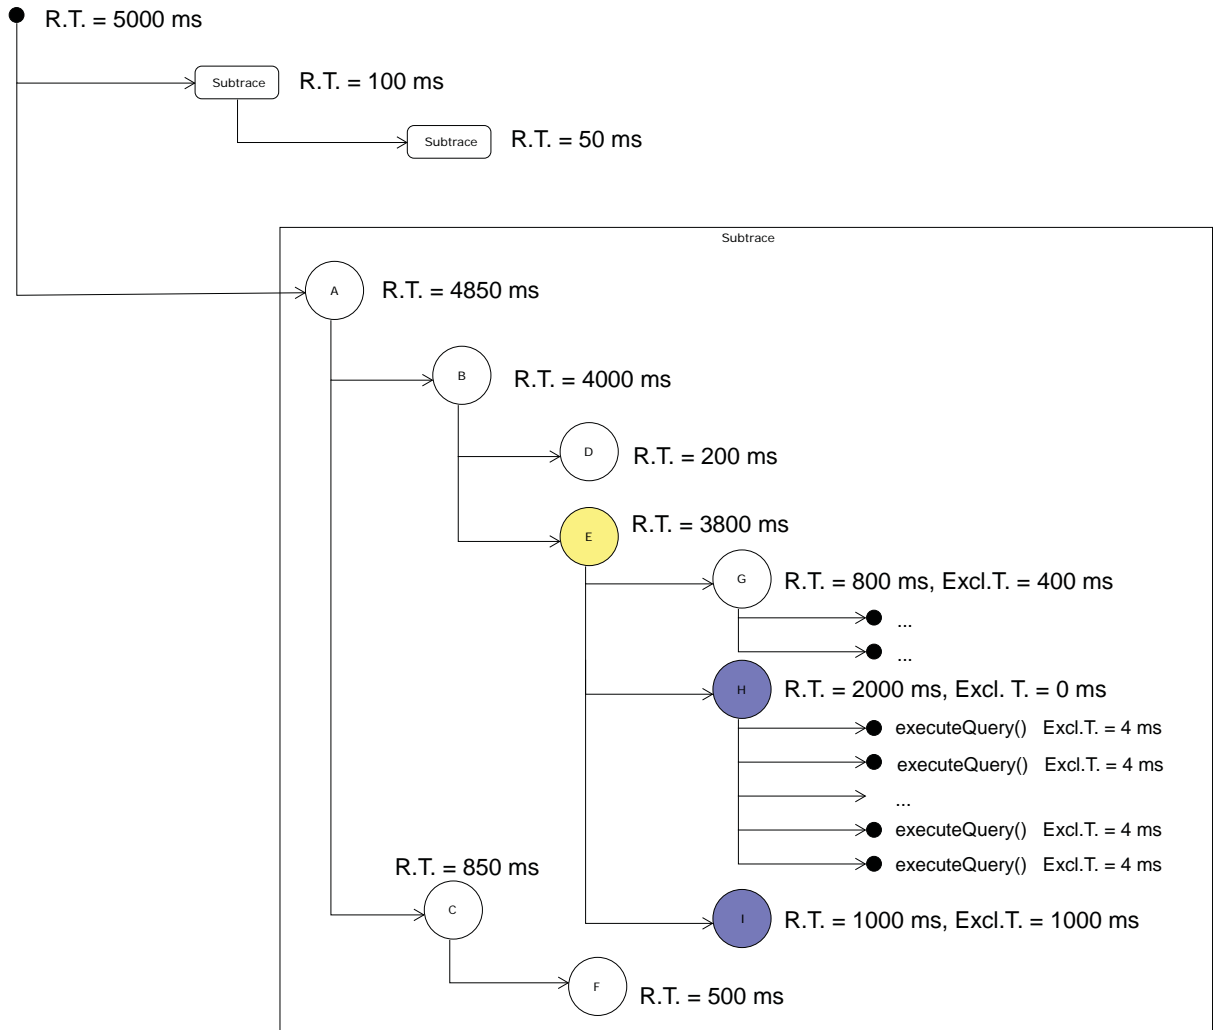 R.T. = 5000 ms
Subtrace R.T. = 100 ms
Subtrace R.T. = 50 ms
Subtrace
A R.T. = 4850 ms
B R.T. = 4000 ms
D R.T. = 200 ms
E R.T. = 3800 ms
G R.T. = 800 ms, Excl.T. = 400 ms
...
...
H R.T. = 2000 ms, Excl. T. = 0 ms
executeQuery() Excl.T. = 4 ms
executeQuery() Excl.T. = 4 ms
...
executeQuery() Excl.T. = 4 ms
executeQuery() Excl.T. = 4 ms
R.T. = 850 ms
C
I R.T. = 1000 ms, Excl.T. = 1000 ms
F R.T. = 500 ms